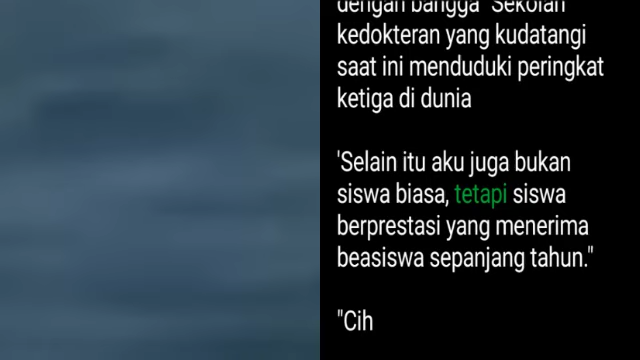 dengan bangga "Sekolah
kedokteran yang kudatangi
saat ini menduduki peringkat
ketiga di dunia
'Selain itu aku juga bukan
siswa biasa, tetapi siswa
berprestasi yang menerima
beasiswa sepanjang tahun."
"Cih